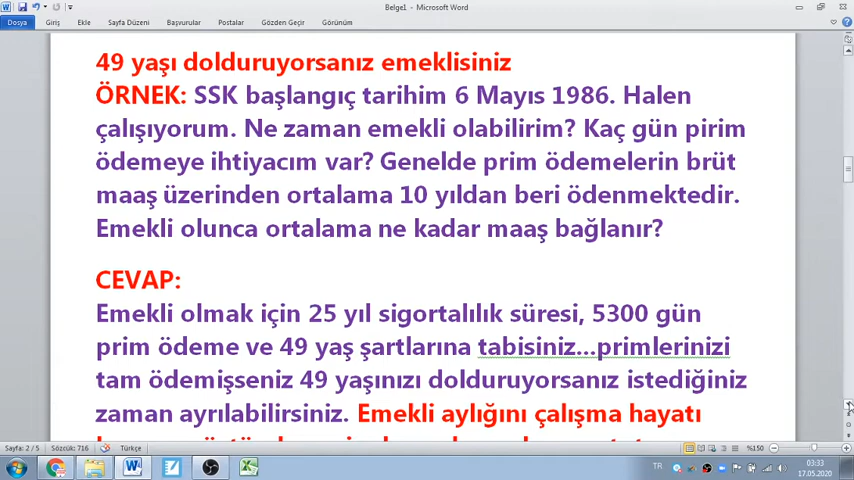 Belge1 - Microsoft Word
Dosya Giriş Ekle Sayfa Düzeni Başvurular Postalar Gözden Geçir Görünüm
49 yaşı dolduruyorsanız emeklisiniz
ÖRNEK: SSK başlangıç tarihim 6 Mayıs 1986. Halen
çalışıyorum. Ne zaman emekli olabilirim? Kaç gün pirim
ödemeye ihtiyacım var? Genelde prim ödemelerin brüt
maaş üzerinden ortalama 10 yıldan beri ödenmektedir.
Emekli olunca ortalama ne kadar maaş bağlanır?
CEVAP:
Emekli olmak için 25 yıl sigortalılık süresi, 5300 gün
prim ödeme ve 49 yaş şartlarına tabisiniz...primlerinizi
tam ödemişseniz 49 yaşınızı dolduruyorsanız istediğiniz
zaman ayrılabilirsiniz. Emekli aylığını çalışma hayatı
Sayfa: 2 / 5 Sözcük: 716 Türkçe %150
TR 03:33
17.05.2020